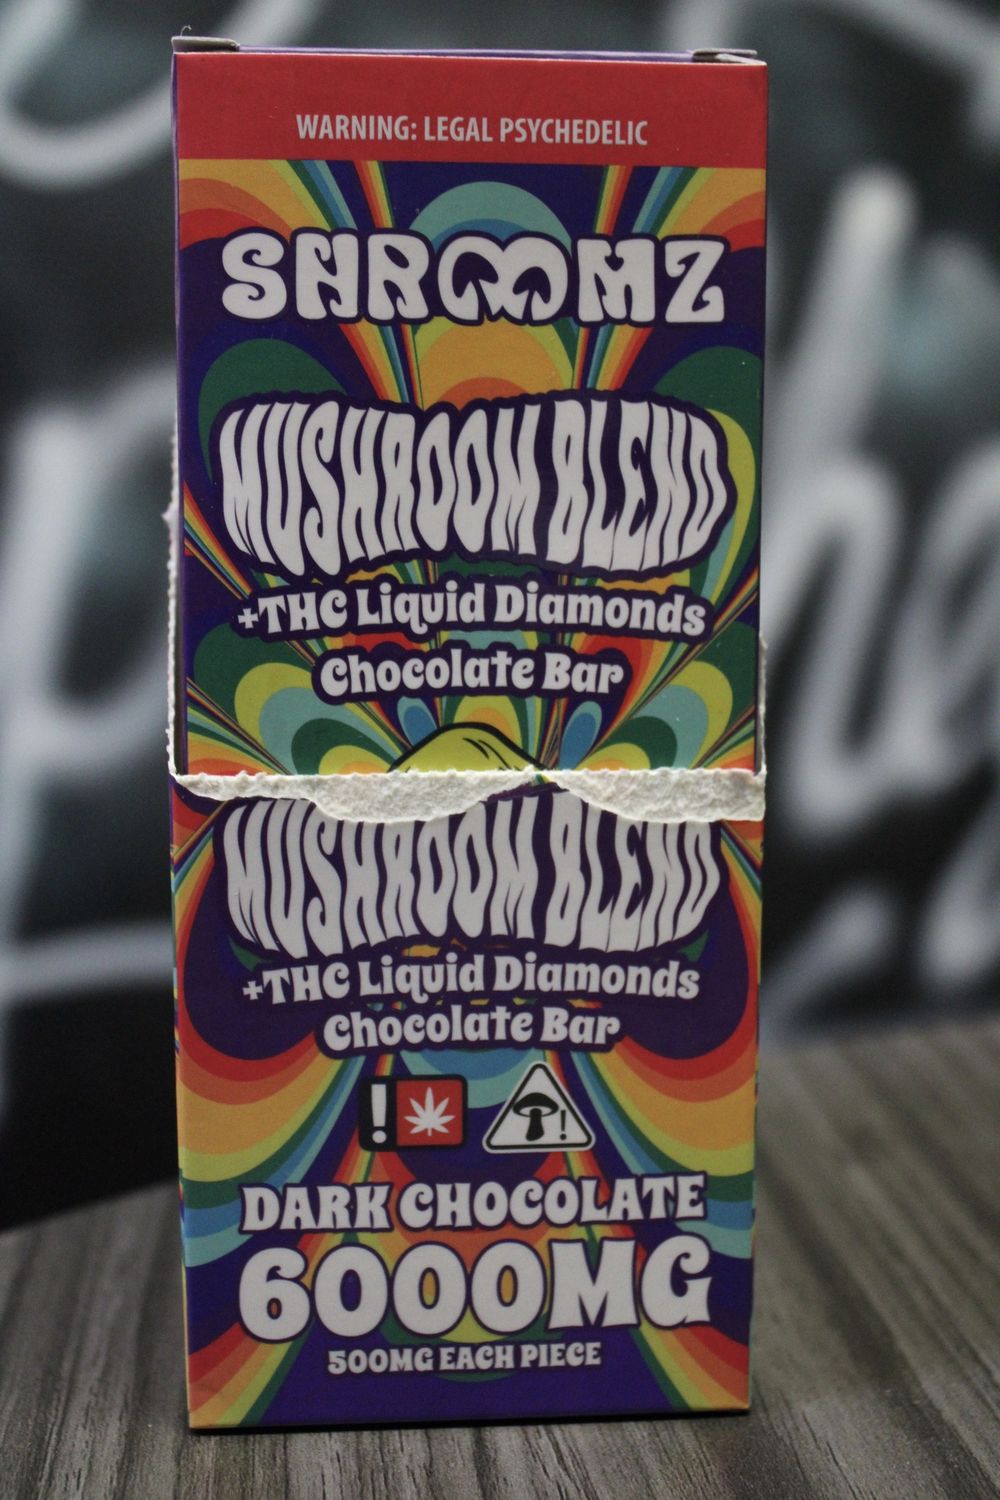 WARNING: LEGAL PSYCHEDELIC
SHROOMZ
MUSHROOM BLEND
+THC Liquid Diamonds
Chocolate Bar
MUSHROOM BLEND
+THC Liquid Diamonds
Chocolate Bar
!
!
DARK CHOCOLATE
6000MG
500MG EACH PIECE